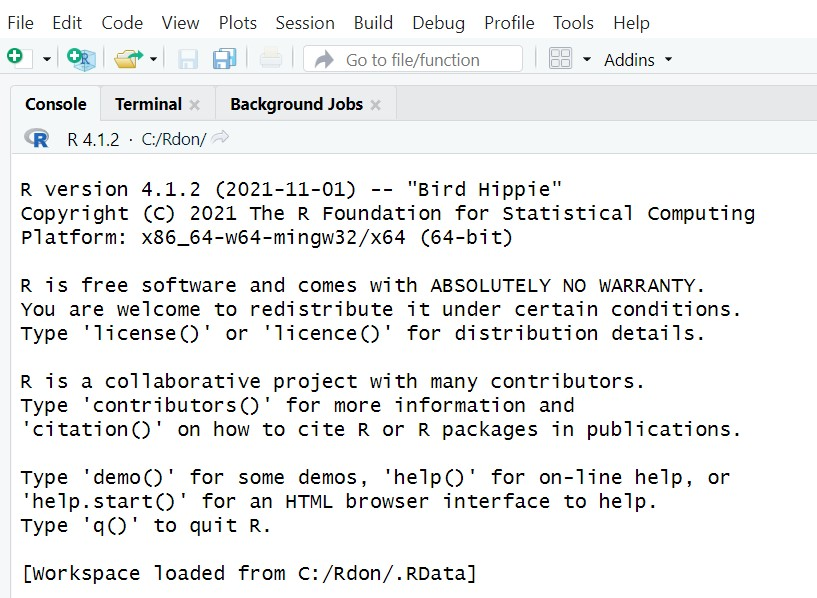 File Edit Code View Plots Session Build Debug Profile Tools Help
Go to file/function Addins
Console Terminal Background Jobs
R R 4.1.2 · C:/Rdon/
R version 4.1.2 (2021-11-01) -- "Bird Hippie"
Copyright (C) 2021 The R Foundation for Statistical Computing
Platform: x86_64-w64-mingw32/x64 (64-bit)
R is free software and comes with ABSOLUTELY NO WARRANTY.
You are welcome to redistribute it under certain conditions.
Type 'license()' or 'licence()' for distribution details.
R is a collaborative project with many contributors.
Type 'contributors()' for more information and
'citation()' on how to cite R or R packages in publications.
Type 'demo()' for some demos, 'help()' for on-line help, or
'help.start()' for an HTML browser interface to help.
Type 'q()' to quit R.
[Workspace loaded from C:/Rdon/.RData]